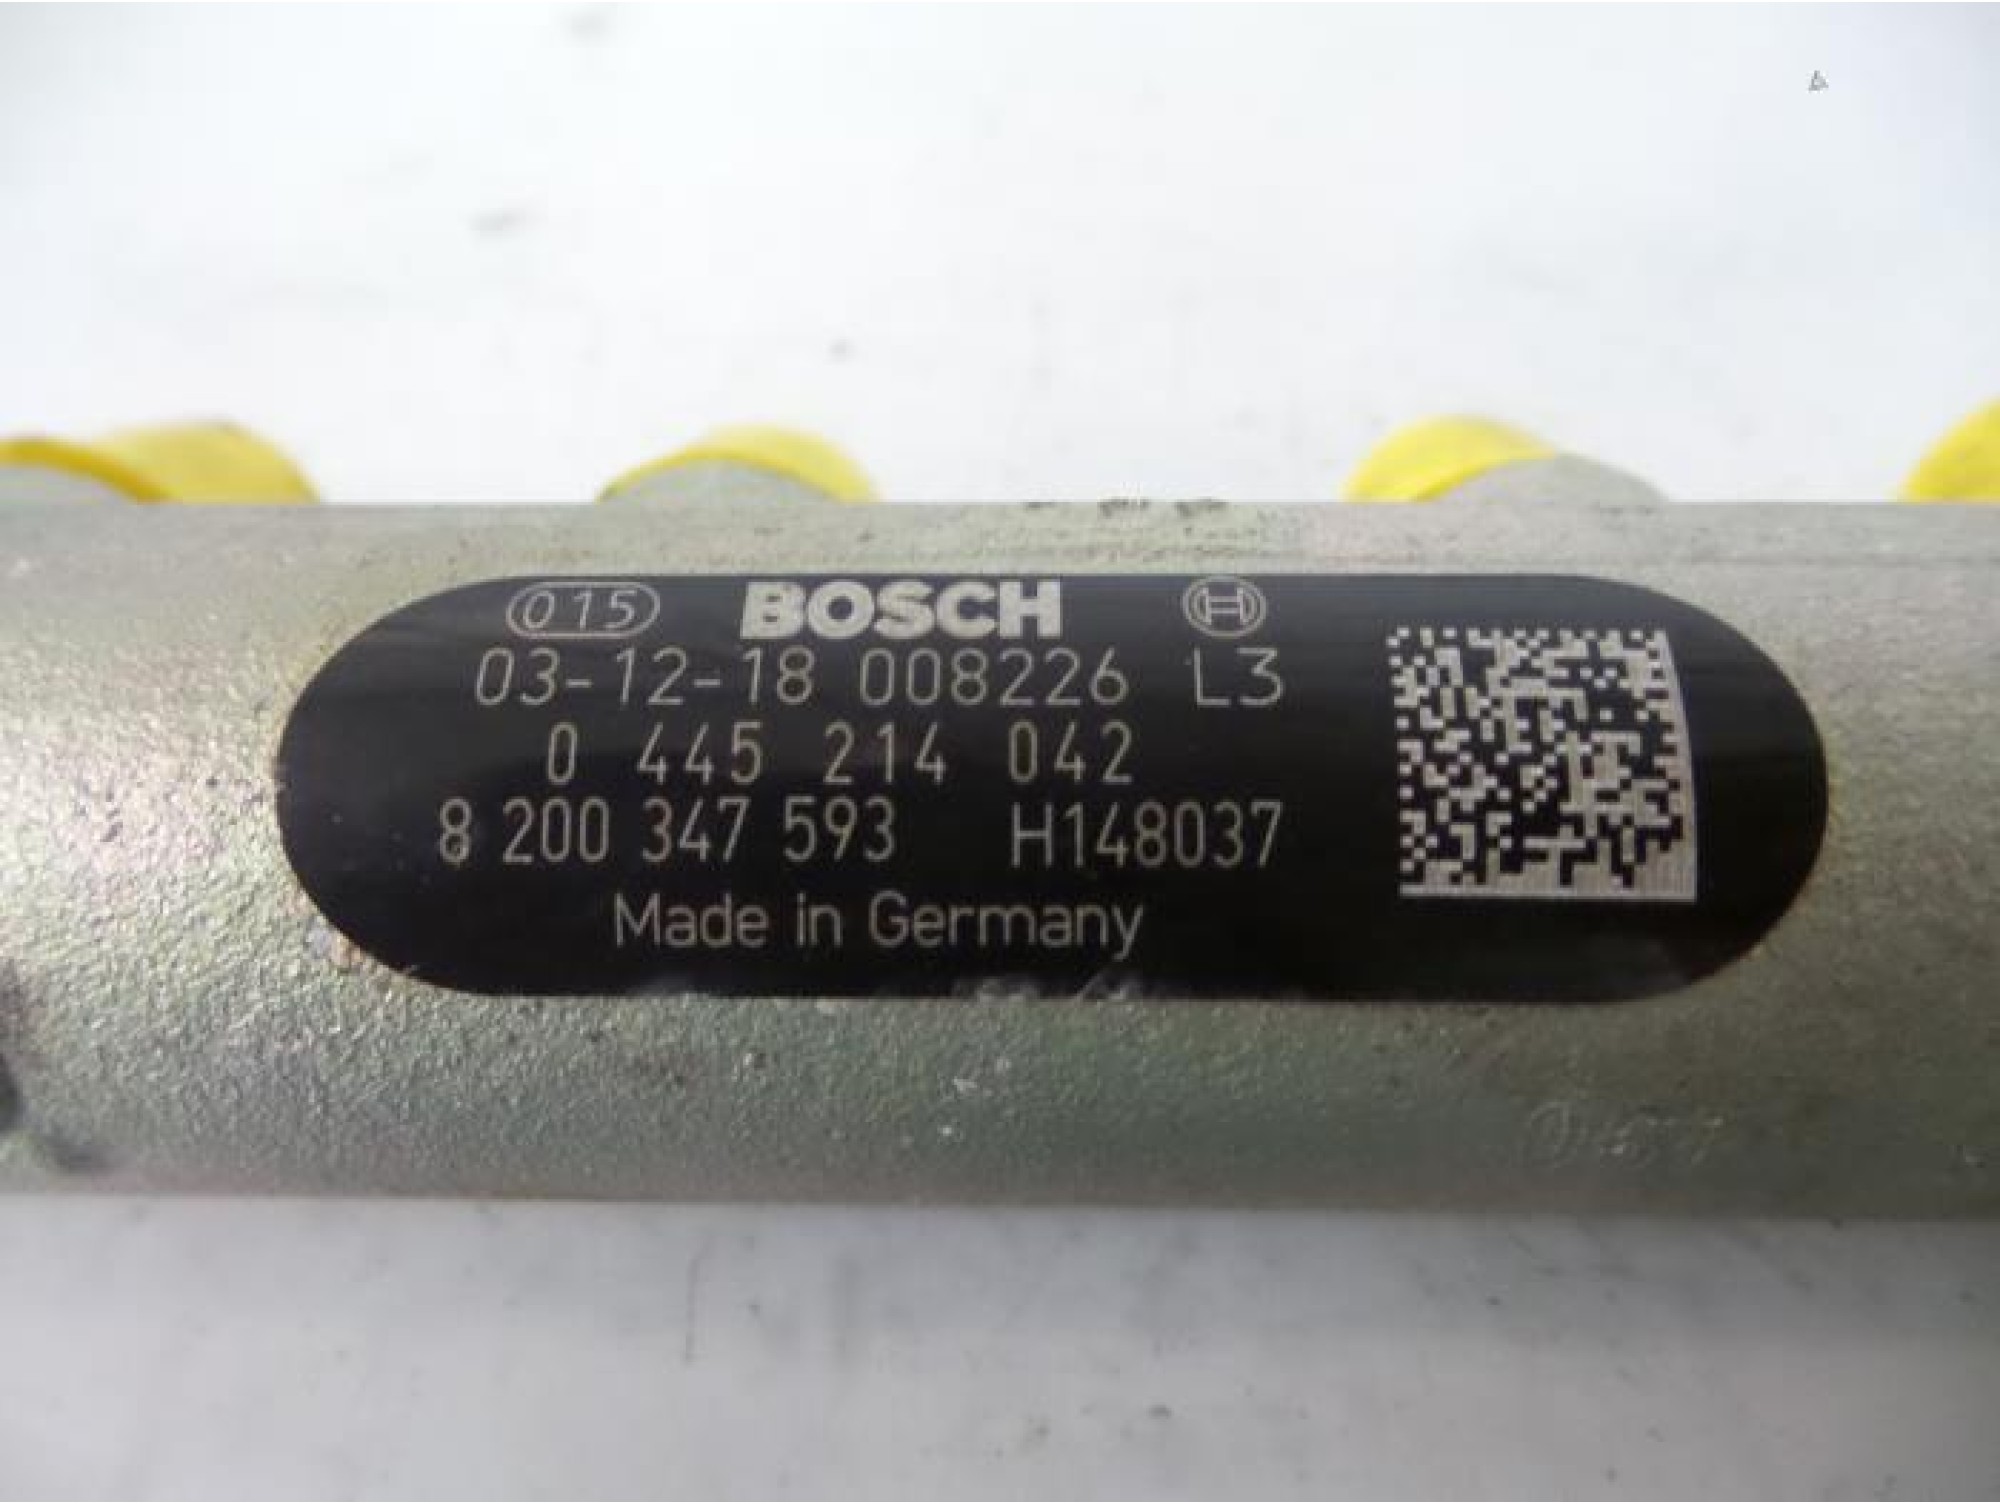 015 BOSCH H
03-12-18 008226 L3
0 445 214 042
8 200 347 593 H148037
Made in Germany